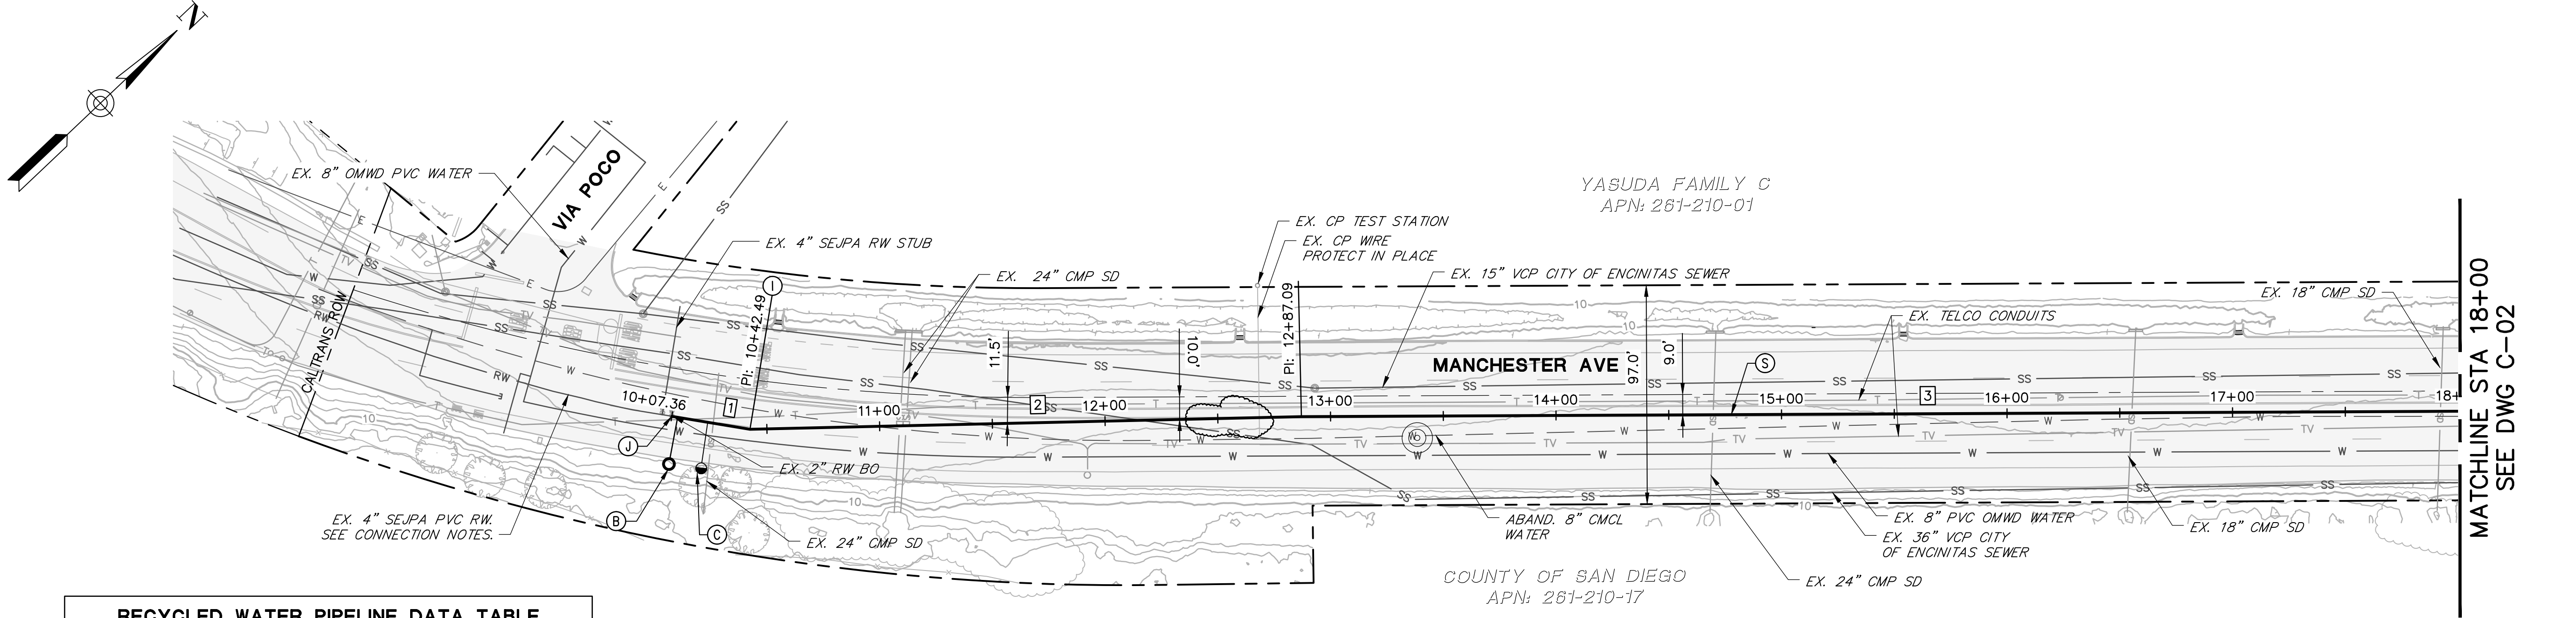 N
EX. 8" OMWD PVC WATER
VIA POCO
YASUDA FAMILY C
APN: 261-210-01
EX. 4" SEJPA RW STUB
EX. CP TEST STATION
EX. CP WIRE
PROTECT IN PLACE
EX. 24" CMP SD
EX. 15" VCP CITY OF ENCINITAS SEWER
EX. 18" CMP SD
EX. TELCO CONDUITS
CALTRANS ROW
PI: 10+42.49
I
11.5'
10.0'
PI: 12+87.09
MANCHESTER AVE
97.0'
9.0'
S
10+07.36
1
11+00
2
12+00
13+00
14+00
15+00
3
16+00
17+00
18+
MATCHLINE STA 18+00
SEE DWG C-02
J
EX. 2" RW BO
B
C
EX. 4" SEJPA PVC RW.
SEE CONNECTION NOTES.
EX. 24" CMP SD
ABAND. 8" CMCL
WATER
EX. 8" PVC OMWD WATER
EX. 36" VCP CITY
OF ENCINITAS SEWER
EX. 18" CMP SD
EX. 24" CMP SD
COUNTY OF SAN DIEGO
APN: 261-210-17
RECYCLED WATER PIPELINE DATA TABLE